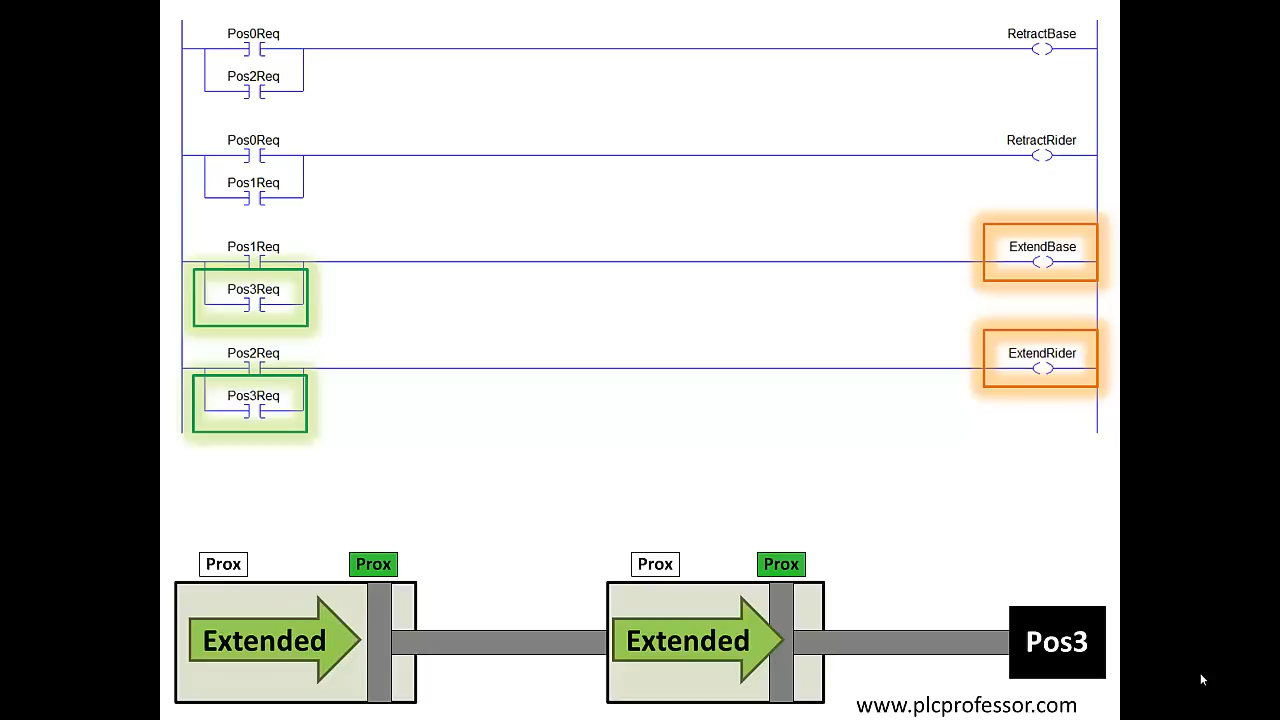 Pos0Req RetractBase
Pos2Req
Pos0Req RetractRider
Pos1Req
Pos1Req ExtendBase
Pos3Req
Pos2Req ExtendRider
Pos3Req
Prox Prox Prox Prox
Extended Extended Pos3
www.plcprofessor.com